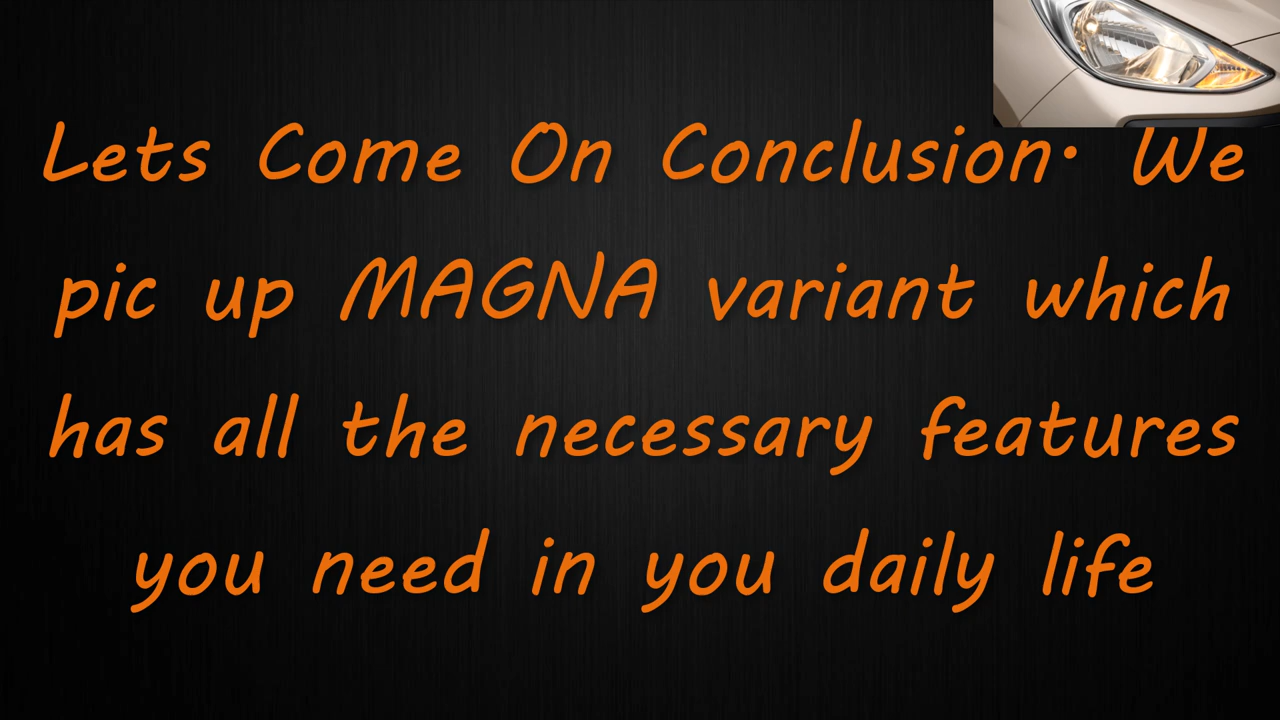 Lets Come On Conclusion. We
pic up MAGNA variant which
has all the necessary features
you need in you daily life